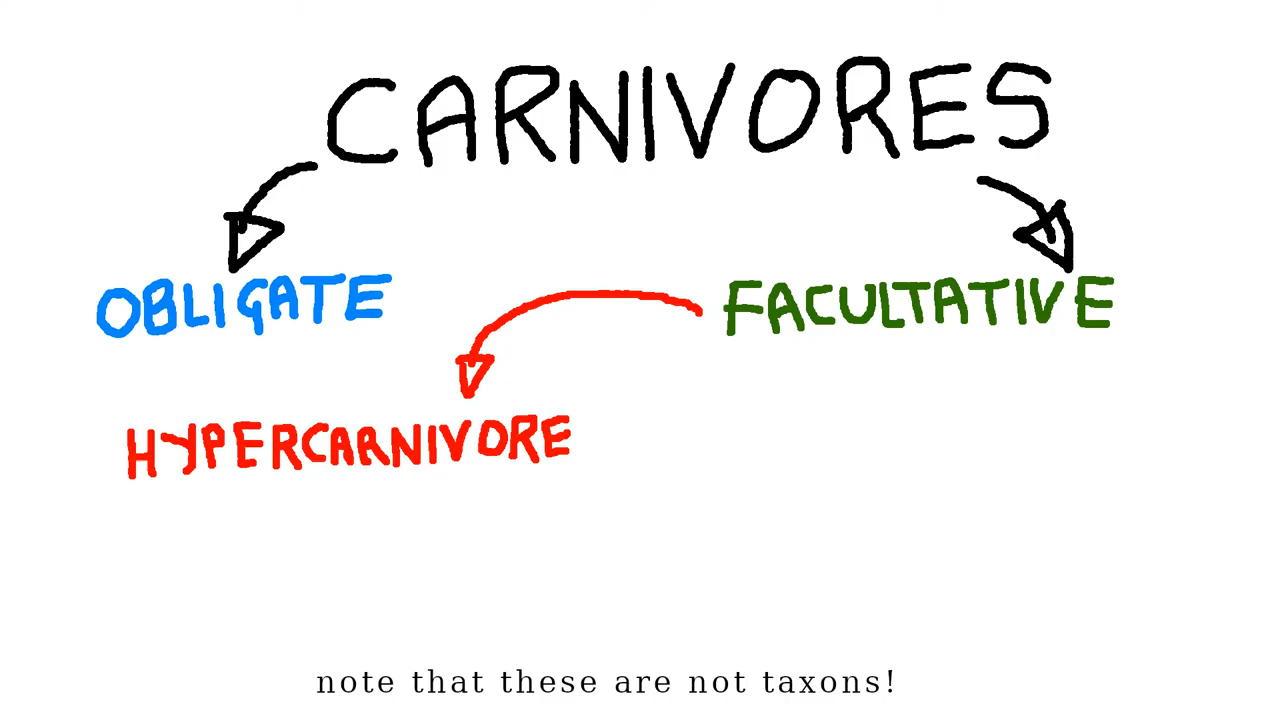 CARNIVORES
OBLIGATE
FACULTATIVE
HYPERCARNIVORE
note that these are not taxons!